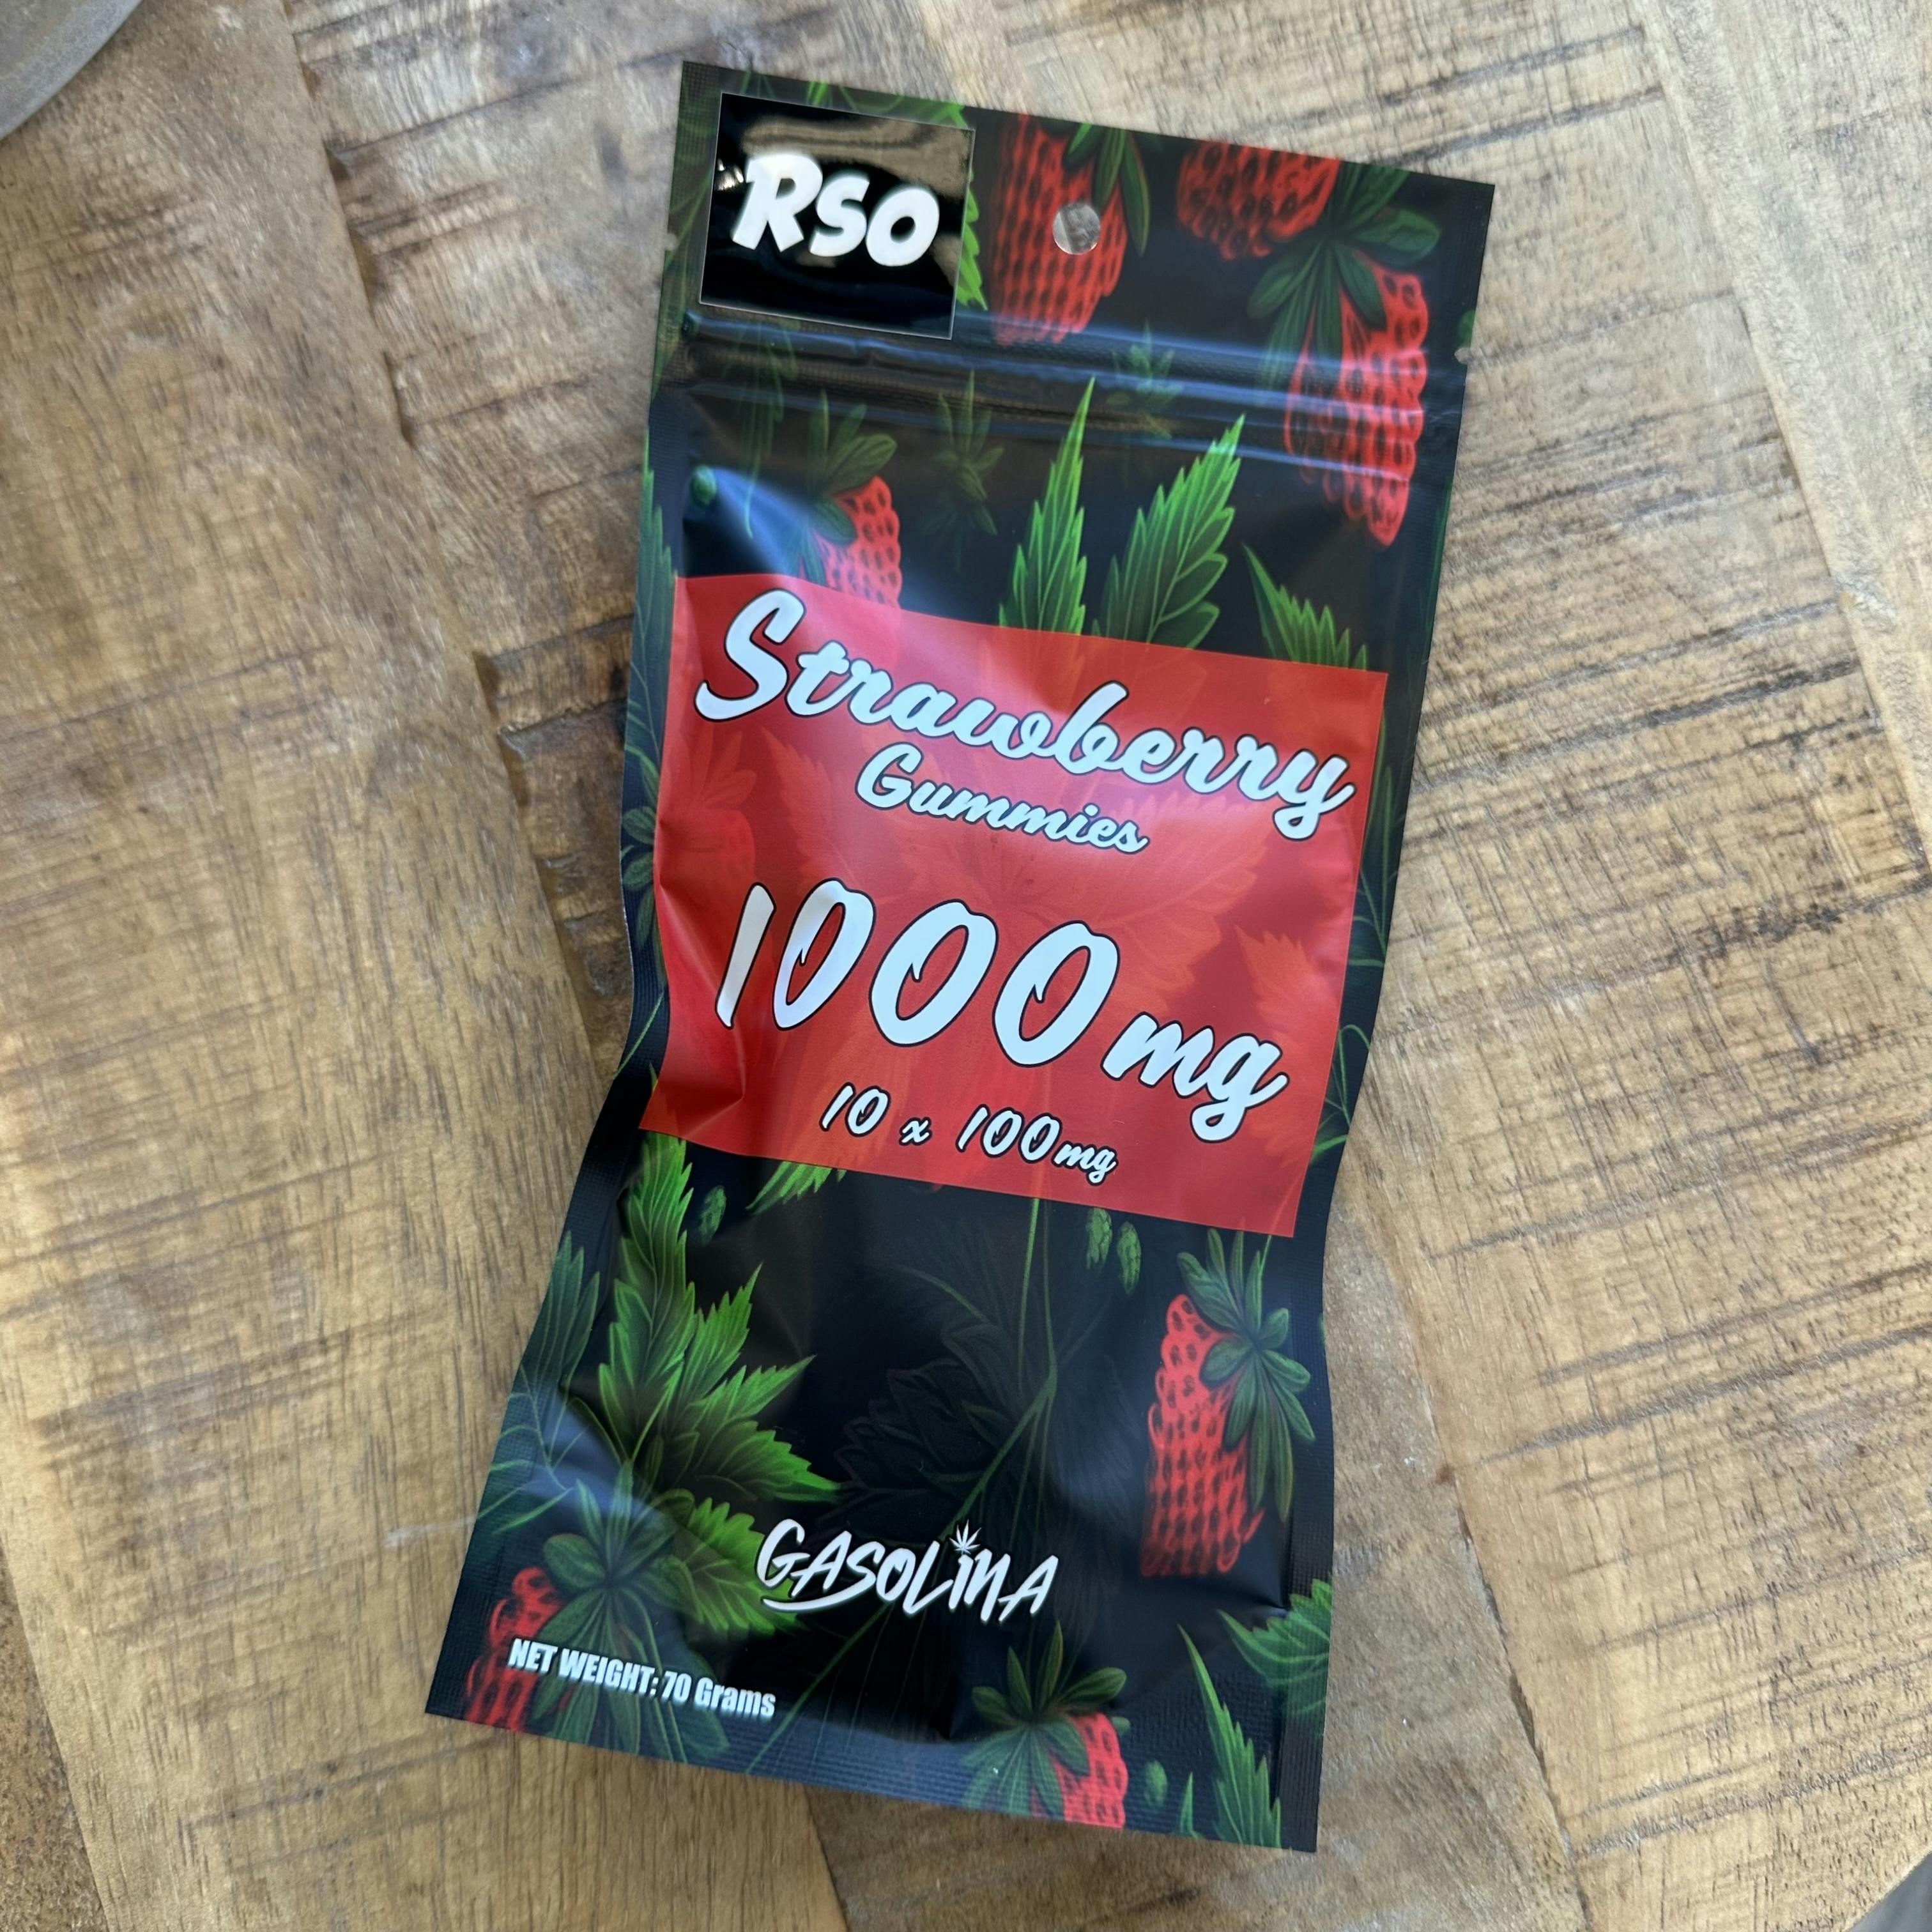 RSO
Strawberry
Gummies
1000mg
10 x 100mg
GASOLINA
NET WEIGHT: 70 Grams